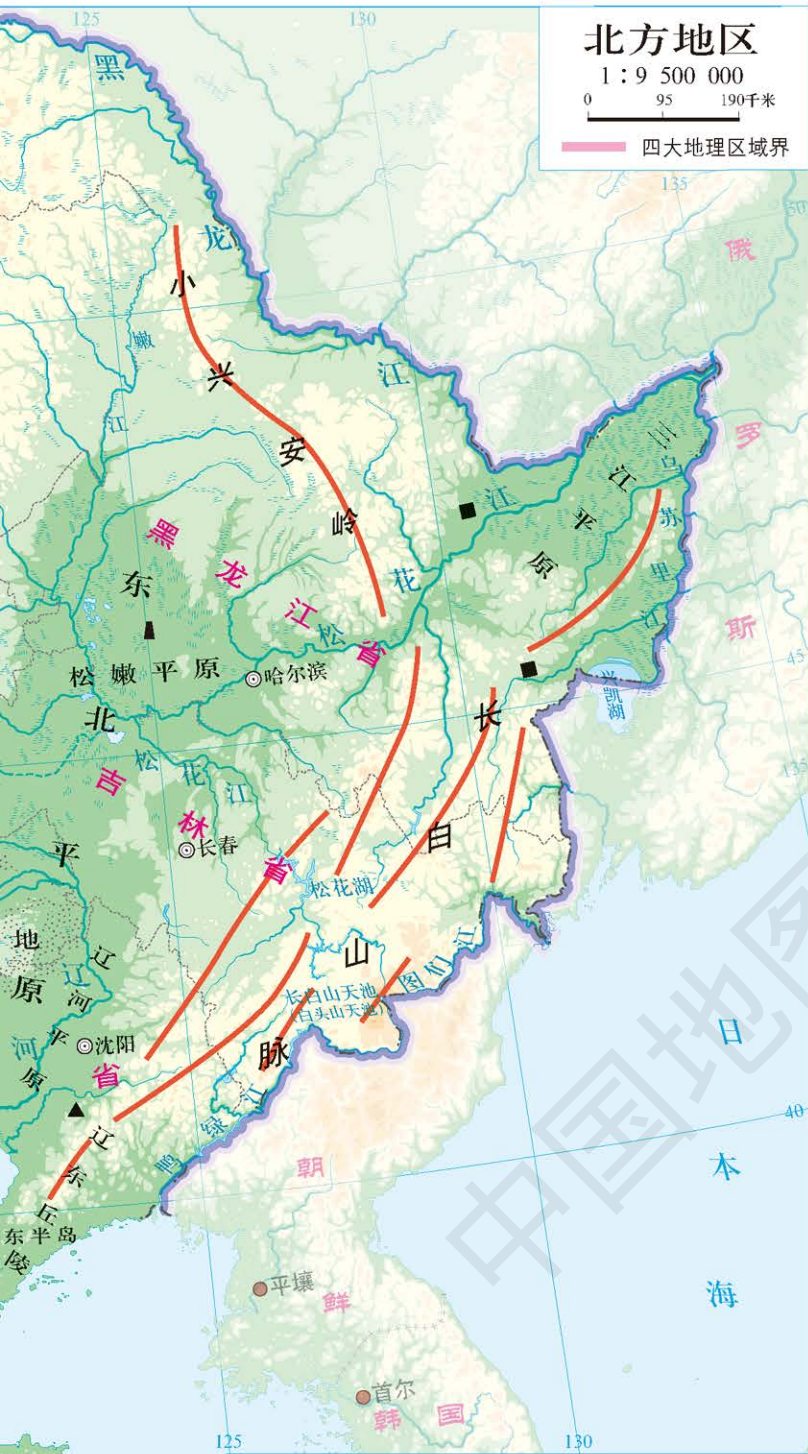 北方地区
1：9 500 000
0 95 190千米
四大地理区域界
125
130
135
50
黑龙江
俄罗斯
小兴安岭
嫩江
三江平原
乌苏里江
黑龙江省
松花江
东北平原
松嫩平原
哈尔滨
兴凯湖
45
135
松花江
吉林省
长春
长白山脉
松花湖
长白山天池
(白头山天池)
图们江
地
辽河
辽河平原
沈阳
省
鸭绿江
辽东丘陵
东半岛
日本海
40
朝鲜
平壤
首尔
韩国
125
130
中国地图